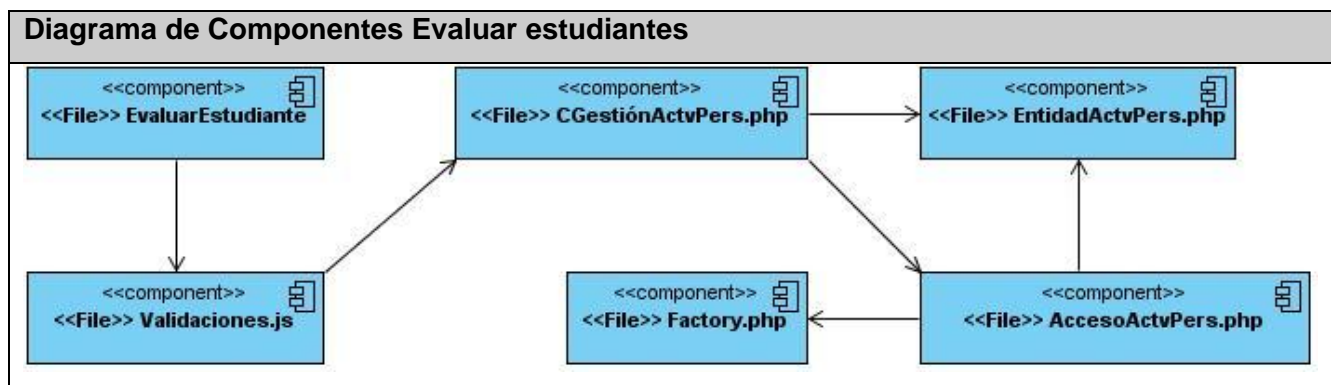 Diagrama de Componentes Evaluar estudiantes
<<component>>
<<File>> EvaluarEstudiante
<<component>>
<<File>> CGestiónActvPers.php
<<component>>
<<File>> EntidadActvPers.php
<<component>>
<<File>> Validaciones.js
<<component>>
<<File>> Factory.php
<<component>>
<<File>> AccesoActvPers.php